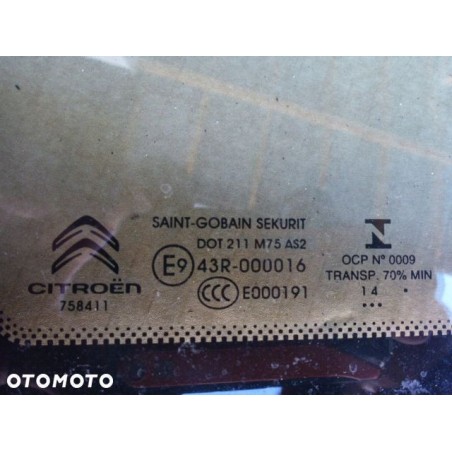 SAINT-GOBAIN SEKURIT
DOT 211 M75 AS2
E9 43R-000016
CCC E000191
CITROËN
758411
N
OCP Nº 0009
TRANSP. 70% MIN
14
OTOMOTO